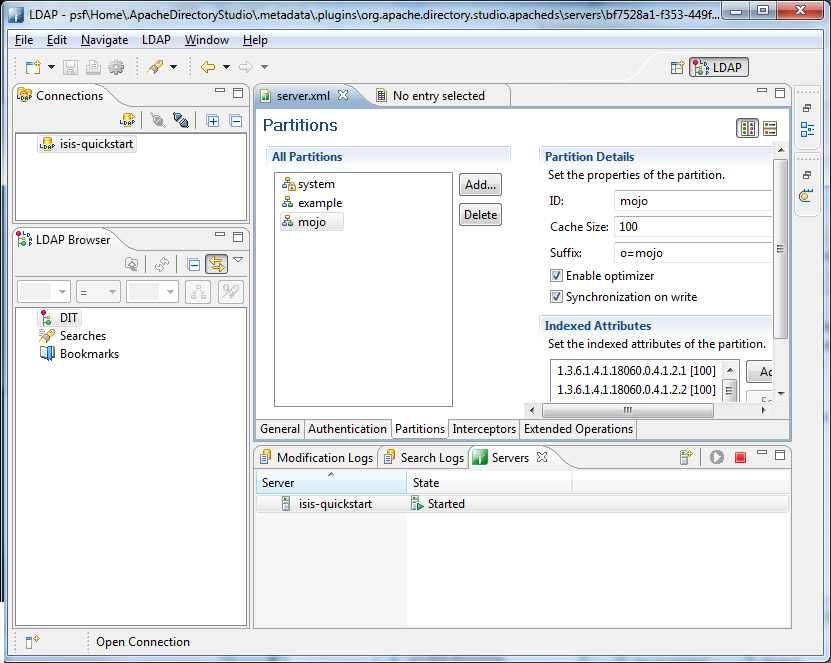 LDAP - psf\Home\.ApacheDirectoryStudio\.metadata\.plugins\org.apache.directory.studio.apacheds\servers\bf7528a1-f353-449f...
File Edit Navigate LDAP Window Help
LDAP
Connections
LDAP
LDAP isis-quickstart
LDAP Browser
=
DIT
Searches
Bookmarks
server.xml
No entry selected
Partitions
All Partitions
system
example
mojo
Add...
Delete
Partition Details
Set the properties of the partition.
ID: mojo
Cache Size: 100
Suffix: o=mojo
Enable optimizer
Synchronization on write
Indexed Attributes
Set the indexed attributes of the partition.
1.3.6.1.4.1.18060.0.4.1.2.1 [100]
1.3.6.1.4.1.18060.0.4.1.2.2 [100]
General Authentication Partitions Interceptors Extended Operations
Modification Logs Search Logs Servers
Server State
isis-quickstart Started
Open Connection